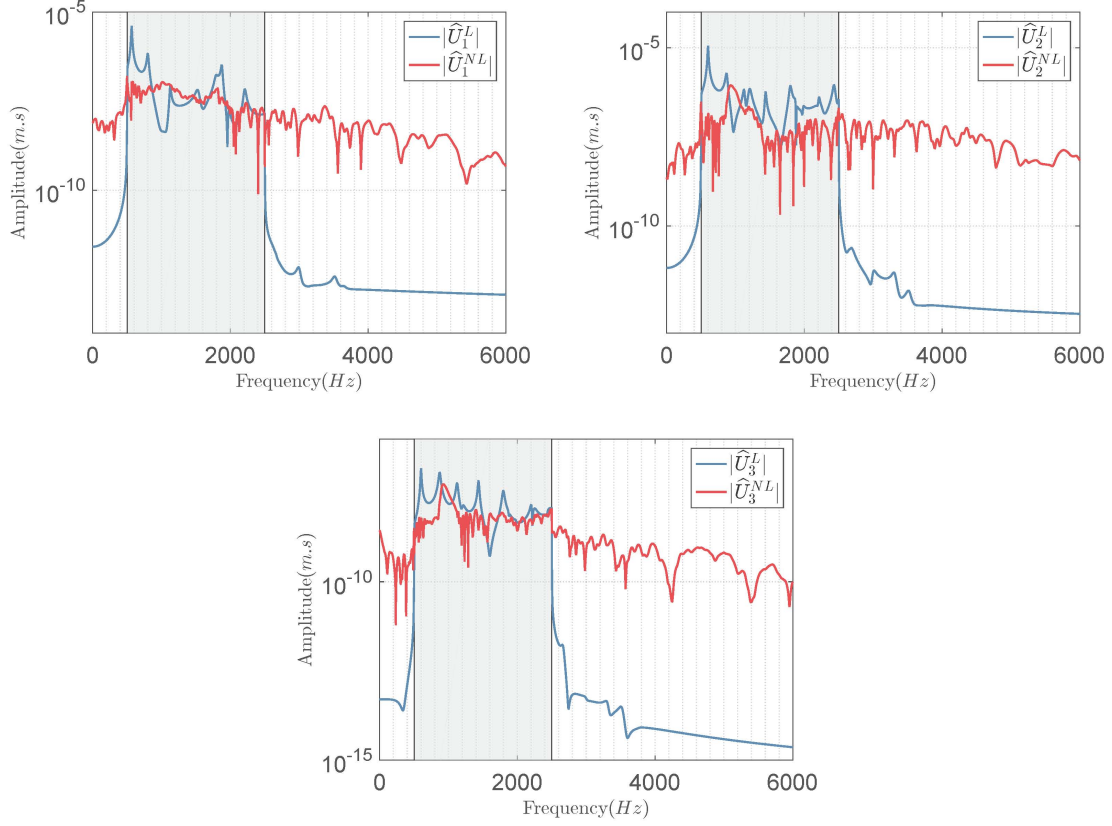 10^{-5}
|Û_1^L|
|Û_1^{NL}|
Amplitude(m.s)
10^{-10}
0 2000 4000 6000
Frequency(Hz)
10^{-5}
|Û_2^L|
|Û_2^{NL}|
Amplitude(m.s)
10^{-10}
0 2000 4000 6000
Frequency(Hz)
|Û_3^L|
|Û_3^{NL}|
Amplitude(m.s)
10^{-10}
10^{-15}
0 2000 4000 6000
Frequency(Hz)